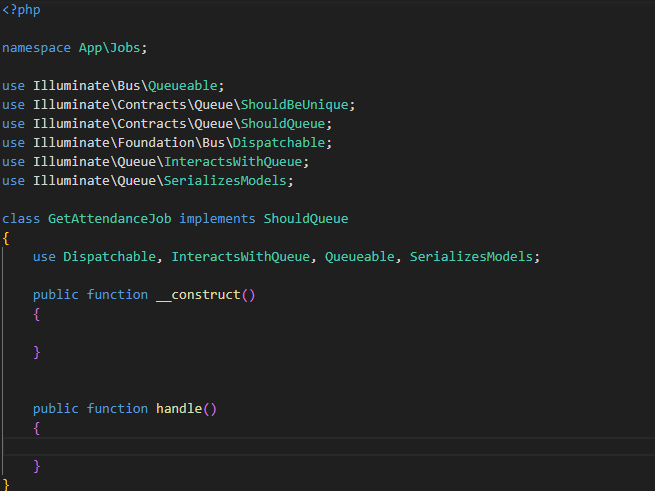 <?php
namespace App\Jobs;
use Illuminate\Bus\Queueable;
use Illuminate\Contracts\Queue\ShouldBeUnique;
use Illuminate\Contracts\Queue\ShouldQueue;
use Illuminate\Foundation\Bus\Dispatchable;
use Illuminate\Queue\InteractsWithQueue;
use Illuminate\Queue\SerializesModels;
class GetAttendanceJob implements ShouldQueue
{
    use Dispatchable, InteractsWithQueue, Queueable, SerializesModels;
    public function __construct()
    {
    }
    public function handle()
    {
    }
}